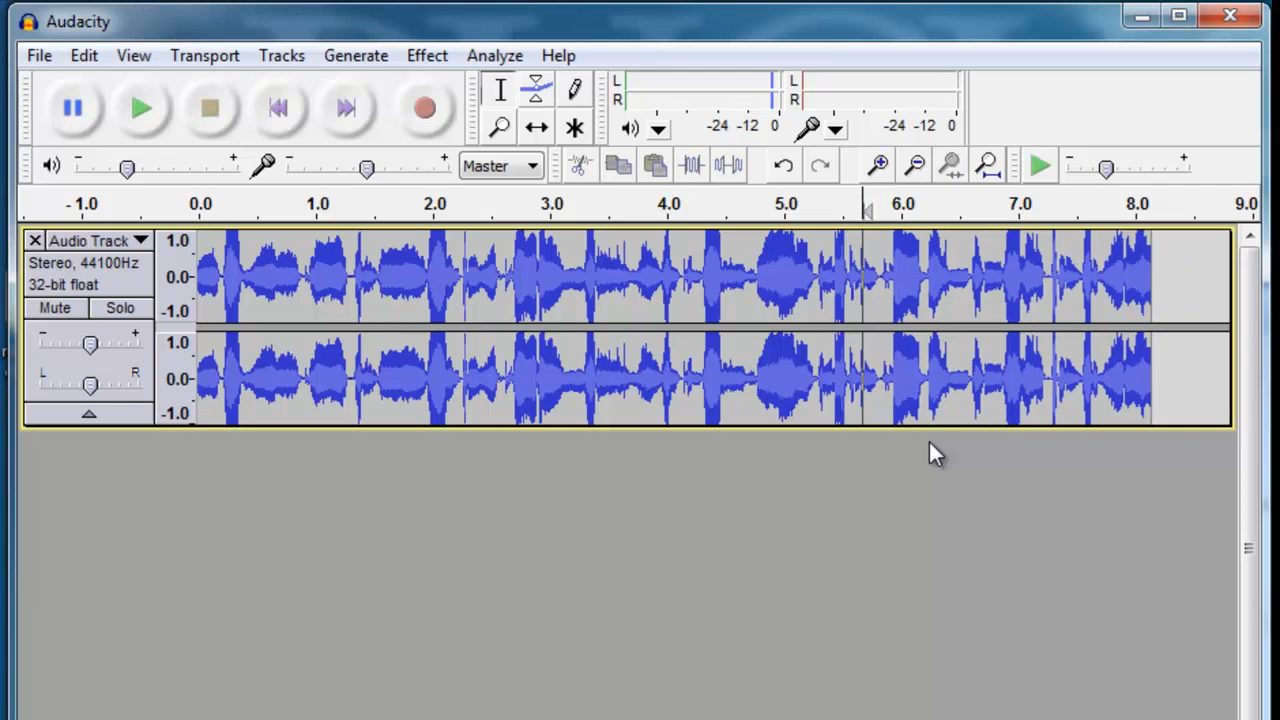 Audacity
File Edit View Transport Tracks Generate Effect Analyze Help
L
R
-24 -12 0
L
R
-24 -12 0
- + - + Master - +
- 1.0 0.0 1.0 2.0 3.0 4.0 5.0 6.0 7.0 8.0 9.0
Audio Track
Stereo, 44100Hz
32-bit float
Mute Solo
- +
L R
1.0
0.0-
-1.0
1.0
0.0-
-1.0